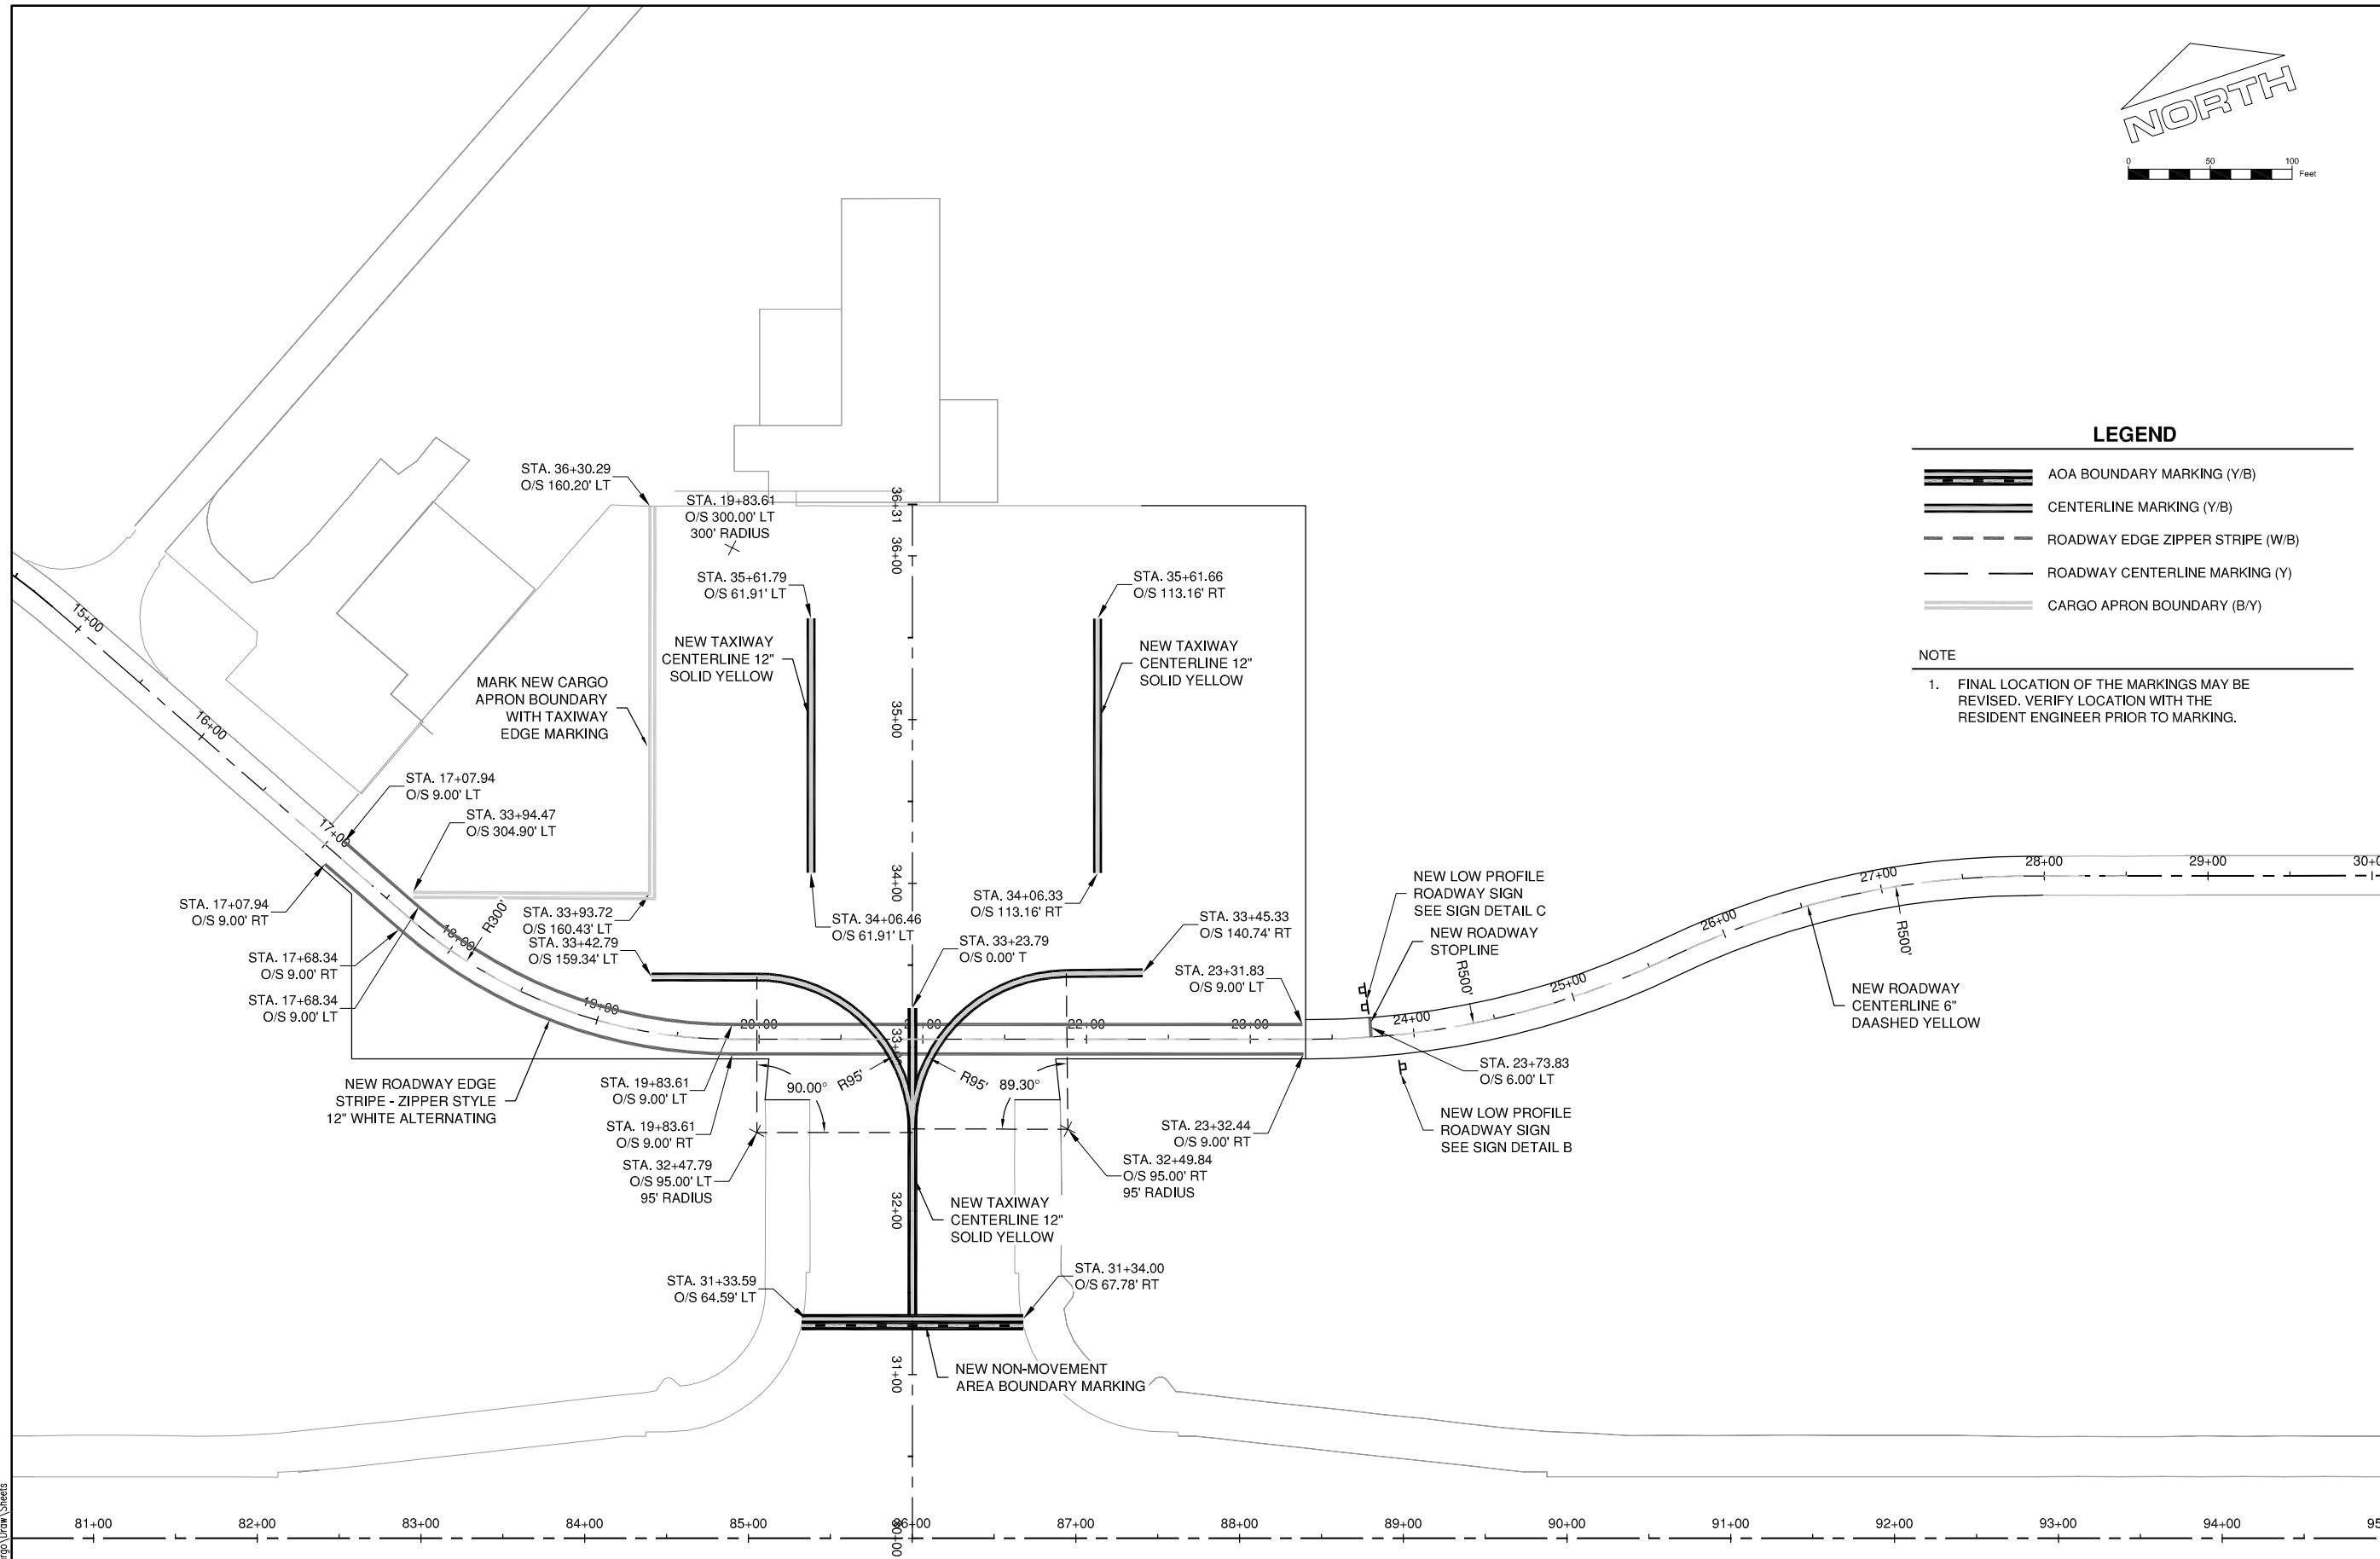 NORTH
0 50 100
Feet
LEGEND
AOA BOUNDARY MARKING (Y/B)
CENTERLINE MARKING (Y/B)
ROADWAY EDGE ZIPPER STRIPE (W/B)
ROADWAY CENTERLINE MARKING (Y)
CARGO APRON BOUNDARY (B/Y)
NOTE
1. FINAL LOCATION OF THE MARKINGS MAY BE
REVISED. VERIFY LOCATION WITH THE
RESIDENT ENGINEER PRIOR TO MARKING.
STA. 36+30.29
O/S 160.20' LT
STA. 19+83.61
O/S 300.00' LT
300' RADIUS
36+31
36+00
STA. 35+61.79
O/S 61.91' LT
STA. 35+61.66
O/S 113.16' RT
NEW TAXIWAY
CENTERLINE 12"
SOLID YELLOW
NEW TAXIWAY
CENTERLINE 12"
SOLID YELLOW
MARK NEW CARGO
APRON BOUNDARY
WITH TAXIWAY
EDGE MARKING
35+00
15+00
16+00
17+00
STA. 17+07.94
O/S 9.00' LT
STA. 33+94.47
O/S 304.90' LT
STA. 17+07.94
O/S 9.00' RT
STA. 33+93.72
O/S 160.43' LT
STA. 33+42.79
O/S 159.34' LT
34+00
STA. 34+06.46
O/S 61.91' LT
STA. 34+06.33
O/S 113.16' RT
STA. 33+23.79
O/S 0.00' T
STA. 33+45.33
O/S 140.74' RT
STA. 23+31.83
O/S 9.00' LT
NEW LOW PROFILE
ROADWAY SIGN
SEE SIGN DETAIL C
NEW ROADWAY
STOPLINE
R300'
18+00
STA. 17+68.34
O/S 9.00' RT
STA. 17+68.34
O/S 9.00' LT
19+00
20+00
22+00
23+00
24+00
25+00
26+00
27+00
28+00
29+00
R500'
R500'
NEW ROADWAY
CENTERLINE 6"
DAASHED YELLOW
NEW ROADWAY EDGE
STRIPE - ZIPPER STYLE
12" WHITE ALTERNATING
STA. 19+83.61
O/S 9.00' LT
STA. 19+83.61
O/S 9.00' RT
90.00°
R95'
R95'
89.30°
STA. 23+32.44
O/S 9.00' RT
STA. 23+73.83
O/S 6.00' LT
NEW LOW PROFILE
ROADWAY SIGN
SEE SIGN DETAIL B
STA. 32+47.79
O/S 95.00' LT
95' RADIUS
STA. 32+49.84
O/S 95.00' RT
95' RADIUS
32+00
NEW TAXIWAY
CENTERLINE 12"
SOLID YELLOW
STA. 31+33.59
O/S 64.59' LT
STA. 31+34.00
O/S 67.78' RT
31+00
NEW NON-MOVEMENT
AREA BOUNDARY MARKING
81+00 82+00 83+00 84+00 85+00 86+00 87+00 88+00 89+00 90+00 91+00 92+00 93+00 94+00